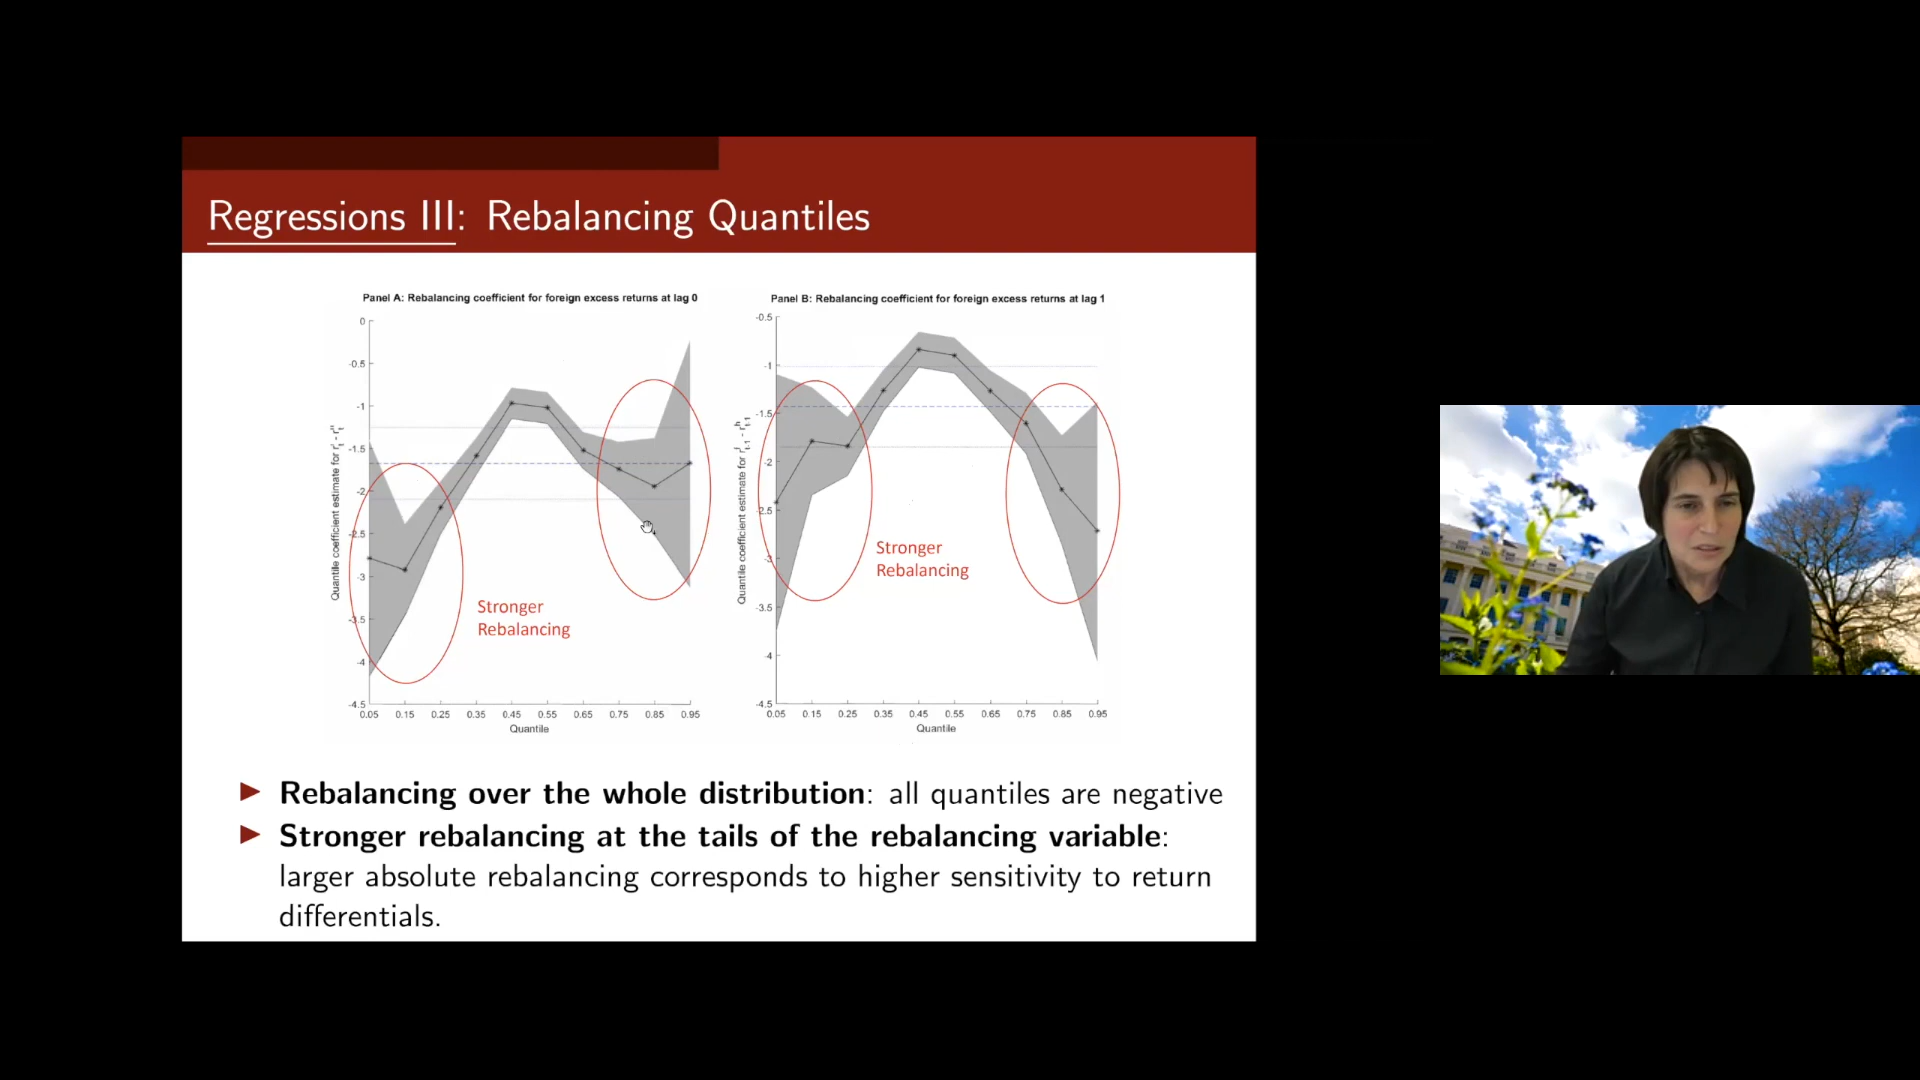 Regressions III: Rebalancing Quantiles
Panel A: Rebalancing coefficient for foreign excess returns at lag 0
0
-0.5
-1
-1.5
-2
-2.5
-3
-3.5
-4
-4.5
0.05 0.15 0.25 0.35 0.45 0.55 0.65 0.75 0.85 0.95
Quantile
Stronger
Rebalancing
Panel B: Rebalancing coefficient for foreign excess returns at lag 1
-0.5
-1
-1.5
-2
-2.5
-3
-3.5
-4
-4.5
0.05 0.15 0.25 0.35 0.45 0.55 0.65 0.75 0.85 0.95
Quantile
Quantile coefficient estimate for
Quantile coefficient estimate for
Stronger
Rebalancing
Rebalancing over the whole distribution: all quantiles are negative
Stronger rebalancing at the tails of the rebalancing variable:
larger absolute rebalancing corresponds to higher sensitivity to return
differentials.